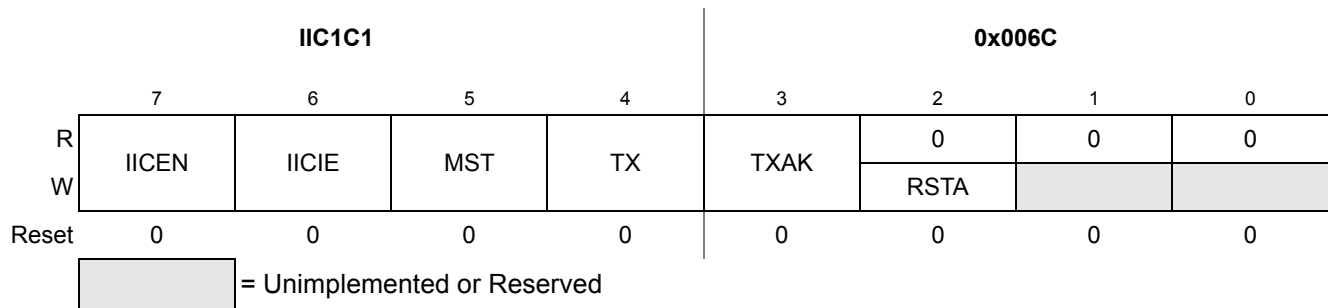 IIC1C1 0x006C
7 6 5 4 3 2 1 0
R 0 0 0
IICEN IICIE MST TX TXAK
W RSTA
Reset 0 0 0 0 0 0 0 0
= Unimplemented or Reserved